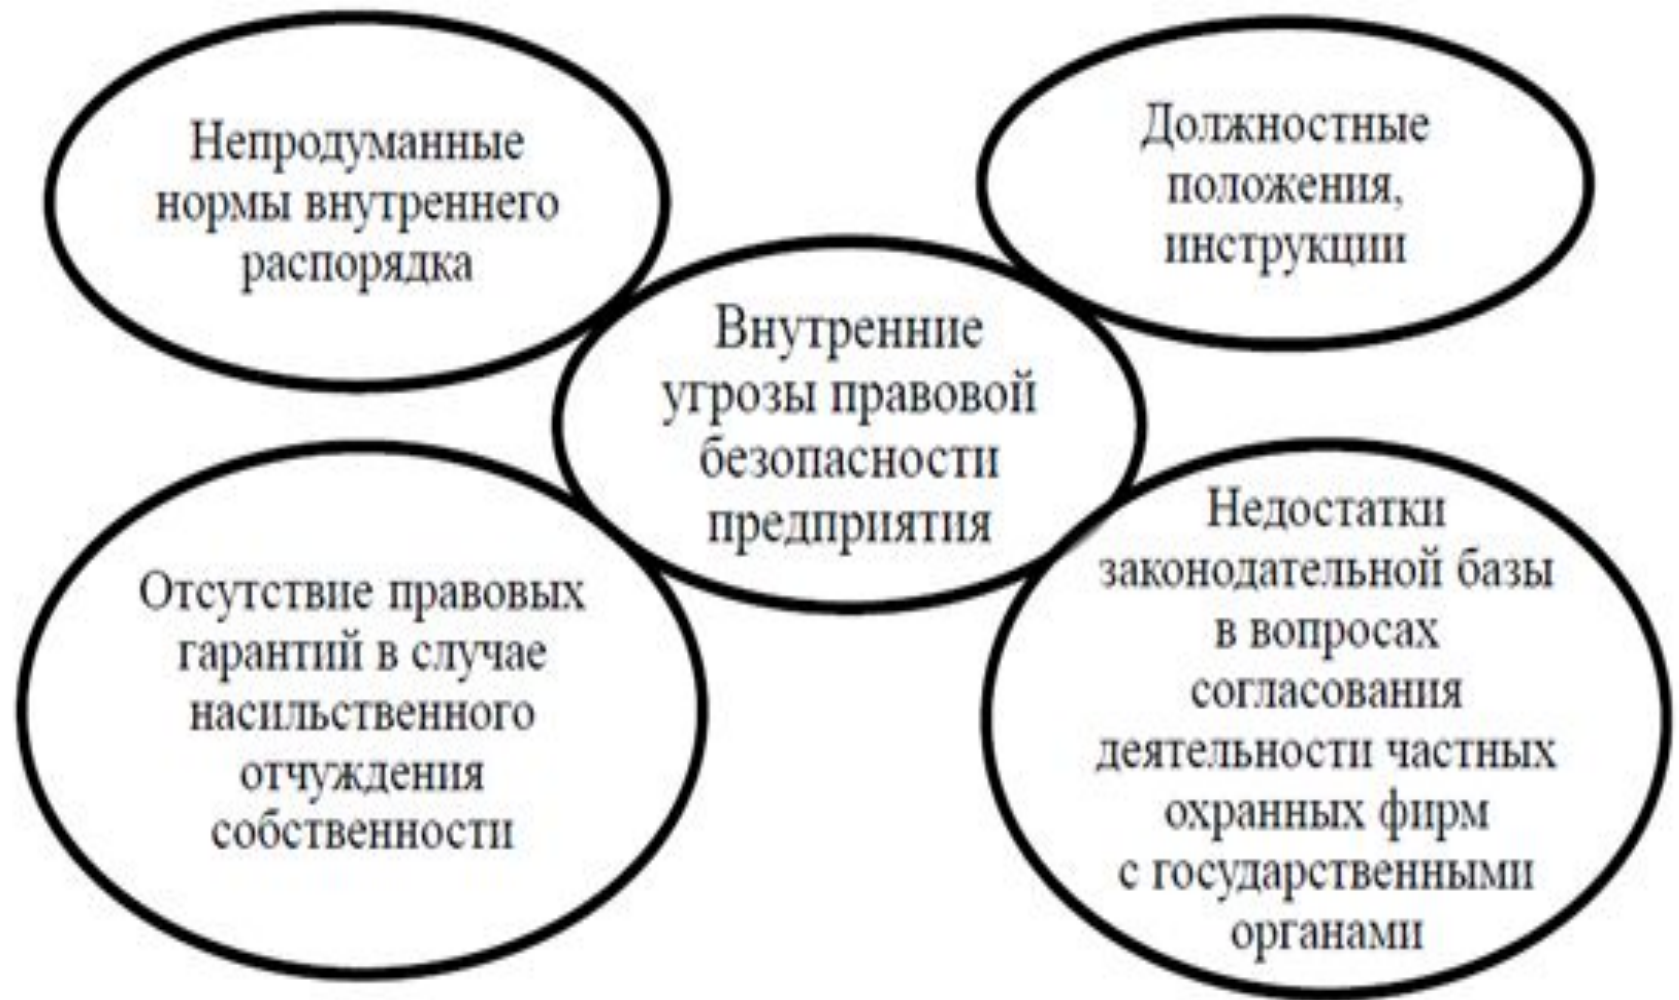 Непродуманные
нормы внутреннего
распорядка
Должностные
положения,
инструкции
Внутренние
угрозы правовой
безопасности
предприятия
Отсутствие правовых
гарантий в случае
насильственного
отчуждения
собственности
Недостатки
законодательной базы
в вопросах
согласования
деятельности частных
охранных фирм
с государственными
органами